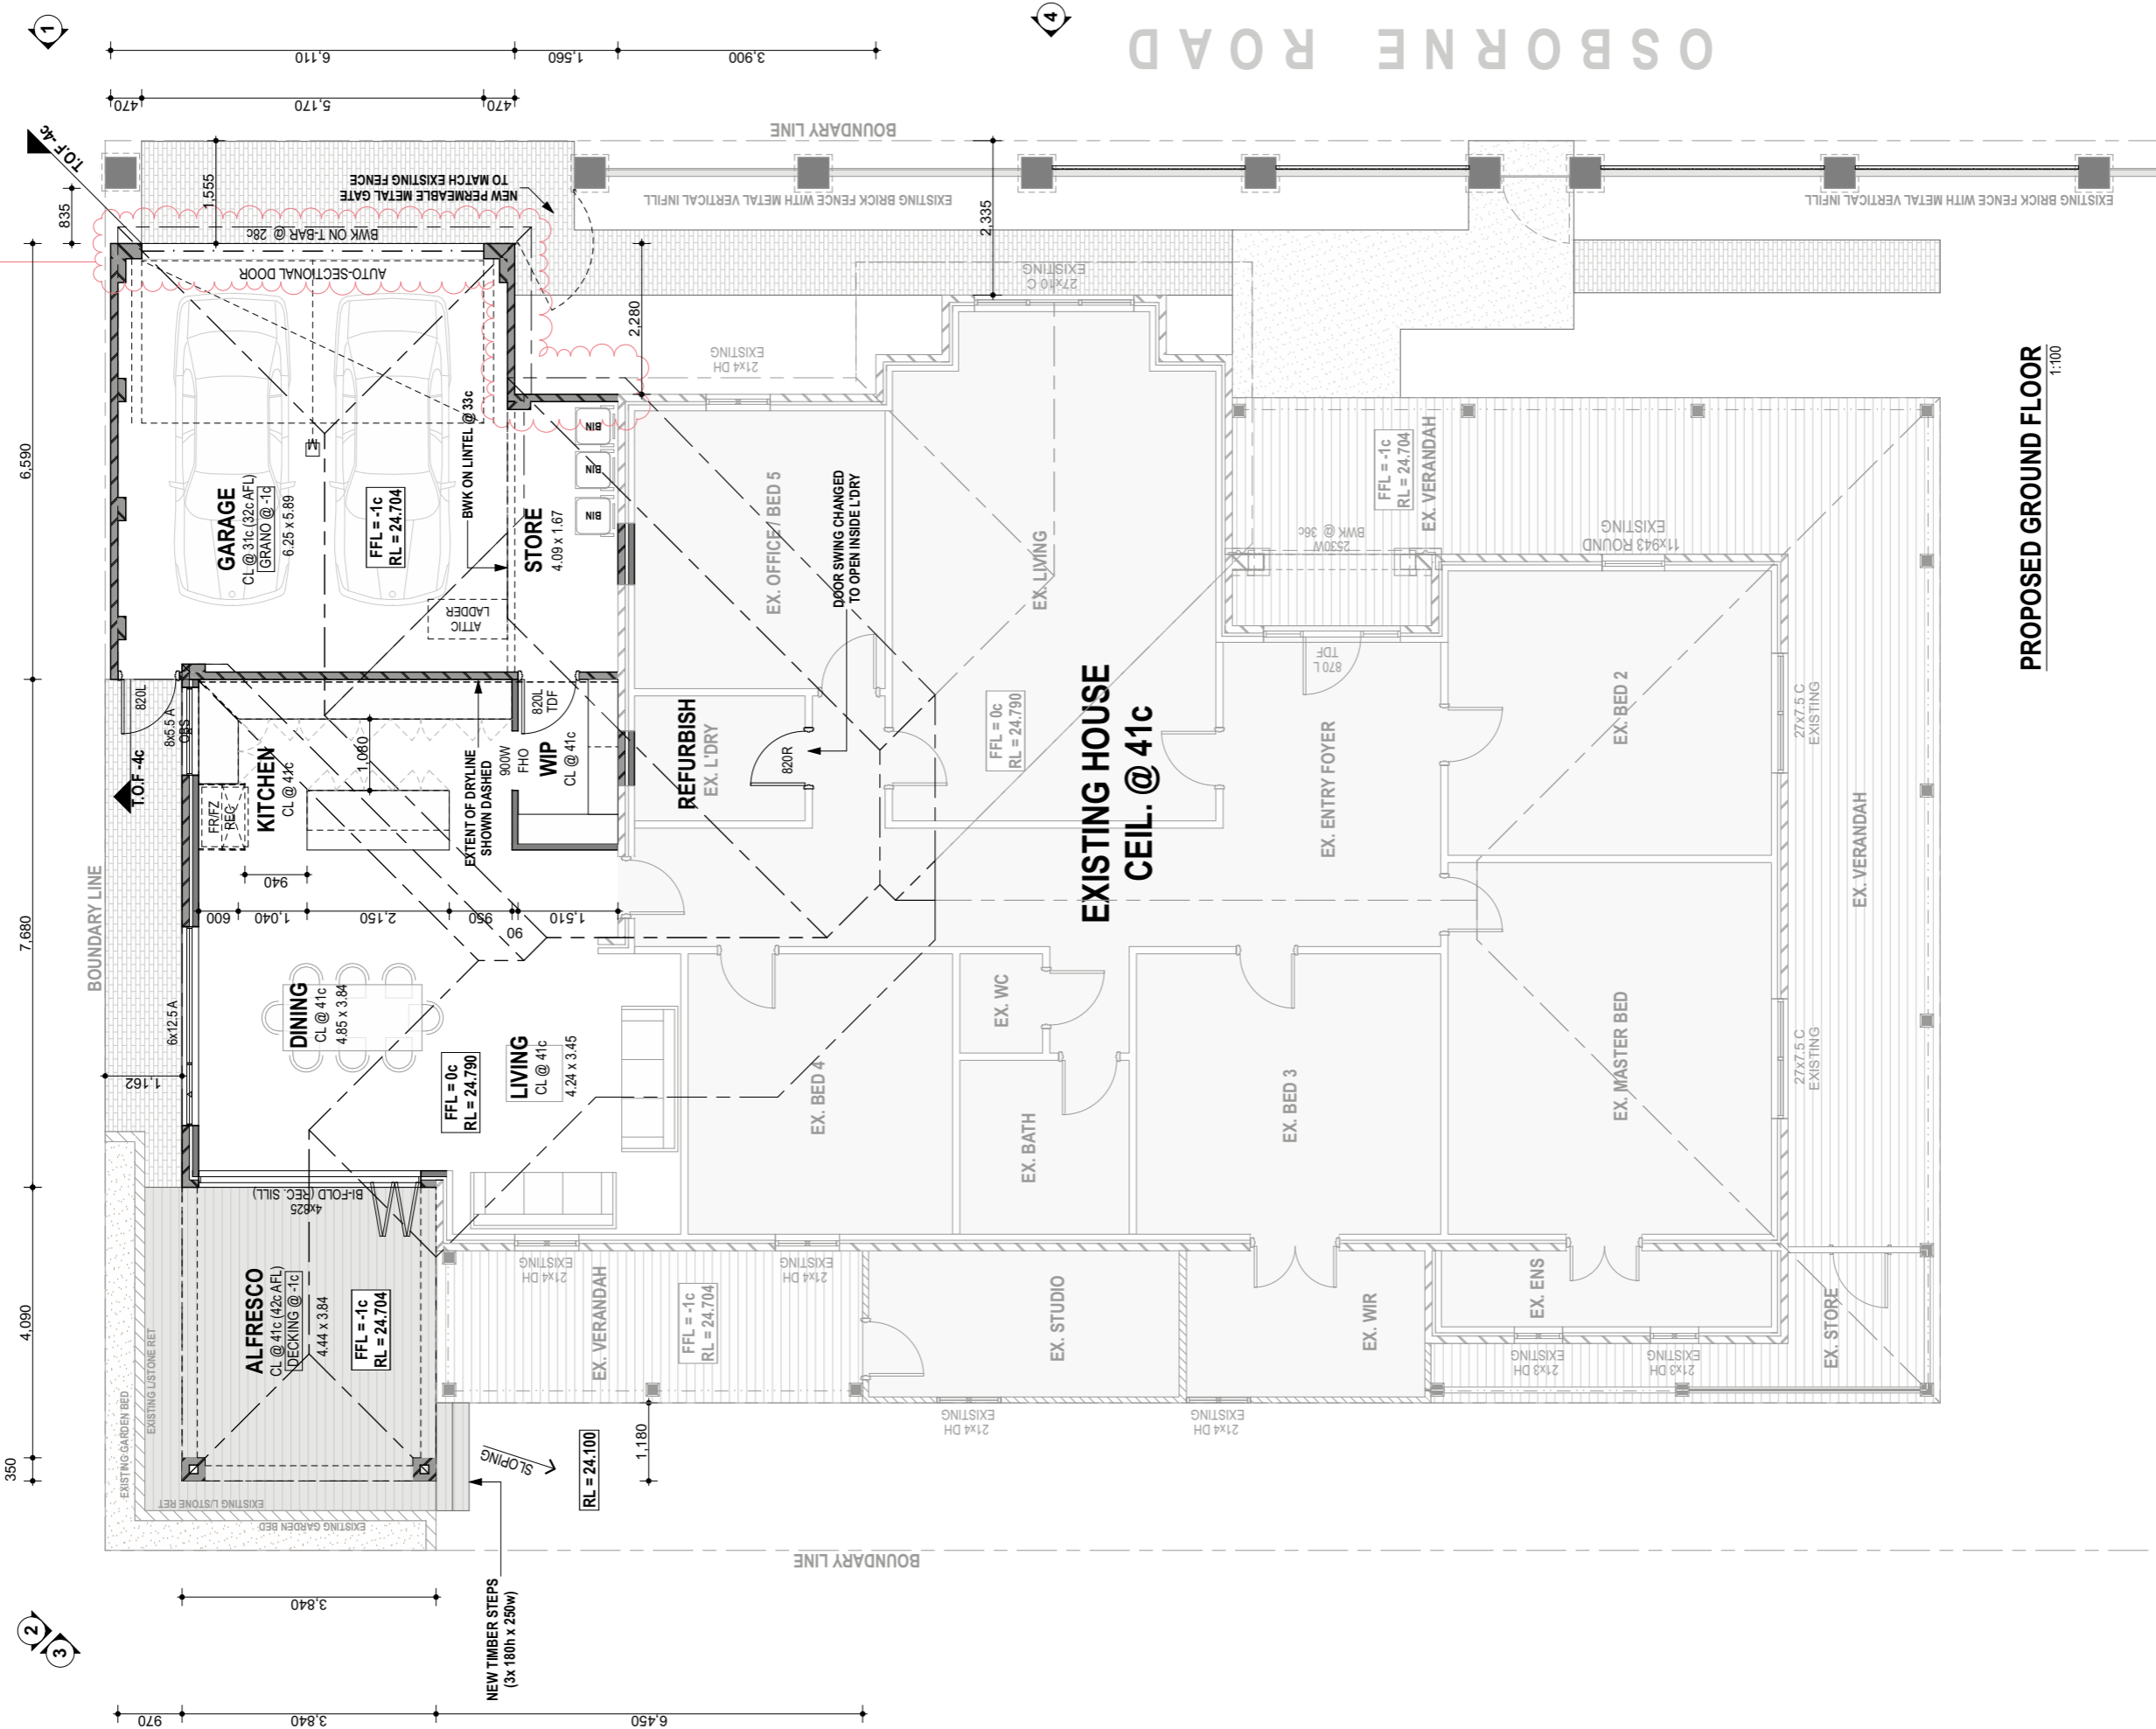 1
6,110
1,560
3,900
470
5,170
470
4
OSBORNE ROAD
T.O.F -4c
835
1,555
BOUNDARY LINE
NEW PERMEABLE METAL GATE
TO MATCH EXISTING FENCE
EXISTING BRICK FENCE WITH METAL VERTICAL INFILL
EXISTING BRICK FENCE WITH METAL VERTICAL INFILL
2,335
BWK ON T-BAR @ 28c
AUTO-SECTIONAL DOOR
2,280
EXISTING
27x10 C
EXISTING
21x4 DH
6,590
7,680
4,090
350
M
GARAGE
CL @ 31c (32c AFL)
GRANO @ -1c
6.25 x 5.89
FFL = -1c
RL = 24.704
BWK ON LINTEL @ 33c
STORE
4.09 x 1.67
BIN
BIN
BIN
ATTIC
LADDER
EX. OFFICE/ BED 5
DOOR SWING CHANGED
TO OPEN INSIDE L'DRY
EX. LIVING
FFL = -1c
RL = 24.704
EX. VERANDAH
2530W
BWK @ 36c
EXISTING
11x943 ROUND
PROPOSED GROUND FLOOR
1:100
820L
8x5.5 A
OBS
T.O.F -4c
FR/FZ
REC
KITCHEN
CL @ 41c
1,080
EXTENT OF DRYLINE
SHOWN DASHED
900W
FHO
820L
TDF
WIP
CL @ 41c
REFURBISH
EX. L'DRY
820R
FFL = 0c
RL = 24.790
870 L
TDF
EXISTING HOUSE
CEIL. @ 41c
EX. ENTRY FOYER
EX. BED 2
27x7.5 C
EXISTING
EX. VERANDAH
BOUNDARY LINE
940
600
1,040
2,150
950
90
1,510
6x12.5 A
1,162
DINING
CL @ 41c
4.85 x 3.84
FFL = 0c
RL = 24.790
LIVING
CL @ 41c
4.24 x 3.45
EX. BED 4
EX. WC
EX. BATH
EX. BED 3
EX. MASTER BED
27x7.5 C
EXISTING
4x825
BI-FOLD (REC. SILL)
ALFRESCO
CL @ 41c (42c AFL)
DECKING @ -1c
4.44 x 3.84
FFL = -1c
RL = 24.704
EXISTING GARDEN BED
EXISTING L/STONE RET
EXISTING L/STONE RET
EXISTING GARDEN BED
EXISTING
21x4 DH
EX. VERANDAH
FFL = -1c
RL = 24.704
EXISTING
21x4 DH
EX. STUDIO
EX. WIR
EX. ENS
EX. STORE
EXISTING
21x3 DH
EXISTING
21x3 DH
EXISTING
21x4 DH
EXISTING
21x4 DH
SLOPING
RL = 24.100
1,180
NEW TIMBER STEPS
(3x 180h x 250w)
BOUNDARY LINE
3,840
2
3
970
3,840
6,450